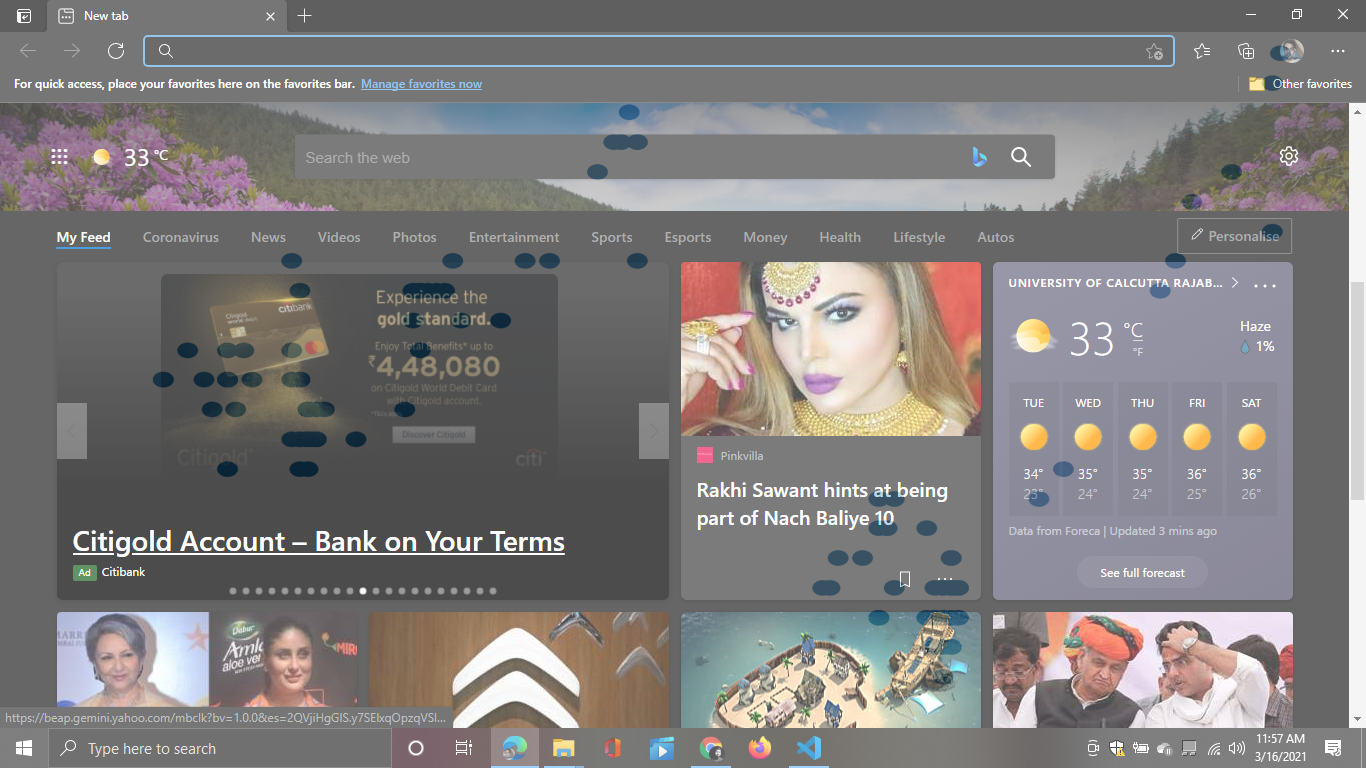 New tab
For quick access, place your favorites here on the favorites bar. Manage favorites now
Other favorites
33 °C
Search the web
My Feed
Coronavirus
News
Videos
Photos
Entertainment
Sports
Esports
Money
Health
Lifestyle
Autos
Personalise
citibank
Experience the
gold standard.
Enjoy Total Benefits* up to
₹4,48,080
on Citigold World Debit Card
with Citigold account.
Discover Citigold
Citigold
citi
Citigold Account – Bank on Your Terms
Ad Citibank
Pinkvilla
Rakhi Sawant hints at being
part of Nach Baliye 10
UNIVERSITY OF CALCUTTA RAJAB...
33 °C
°F
Haze
1%
TUE WED THU FRI SAT
34° 35° 35° 36° 36°
23° 24° 24° 25° 26°
Data from Foreca | Updated 3 mins ago
See full forecast
Dabur
aloe ver
https://beap.gemini.yahoo.com/mbclk?bv=1.0.0&es=2QVjiHgGIS.y7SElxqOpzqVSl...
Type here to search
11:57 AM
3/16/2021